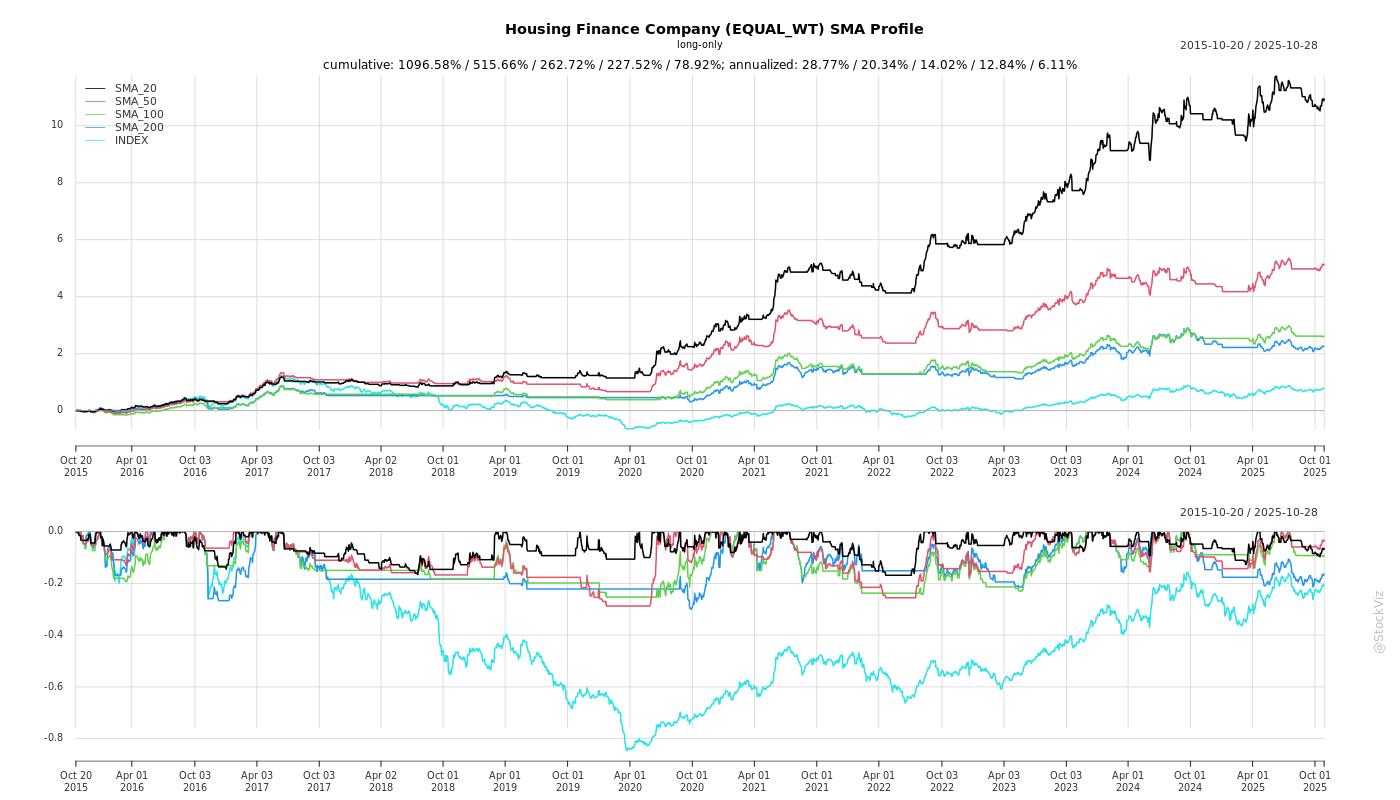 Housing Finance Company (EQUAL_WT) SMA Profile
long-only
2015-10-20 / 2025-10-28
cumulative: 1096.58% / 515.66% / 262.72% / 227.52% / 78.92%; annualized: 28.77% / 20.34% / 14.02% / 12.84% / 6.11%
SMA_20
SMA_50
SMA_100
SMA_200
INDEX
10
8
6
4
2
0
Oct 20 Apr 01 Oct 03 Apr 03 Oct 03 Apr 02 Oct 01 Apr 01 Oct 01 Apr 01 Oct 01 Apr 01 Oct 01 Apr 01 Oct 03 Apr 03 Oct 03 Apr 01 Oct 01 Apr 01 Oct 01
2015 2016 2016 2017 2017 2018 2018 2019 2019 2020 2020 2021 2021 2022 2022 2023 2023 2024 2024 2025 2025
2015-10-20 / 2025-10-28
0.0
-0.2
-0.4
-0.6
-0.8
Oct 20 Apr 01 Oct 03 Apr 03 Oct 03 Apr 02 Oct 01 Apr 01 Oct 01 Apr 01 Oct 01 Apr 01 Oct 01 Apr 01 Oct 03 Apr 03 Oct 03 Apr 01 Oct 01 Apr 01 Oct 01
2015 2016 2016 2017 2017 2018 2018 2019 2019 2020 2020 2021 2021 2022 2022 2023 2023 2024 2024 2025 2025
@StockViz